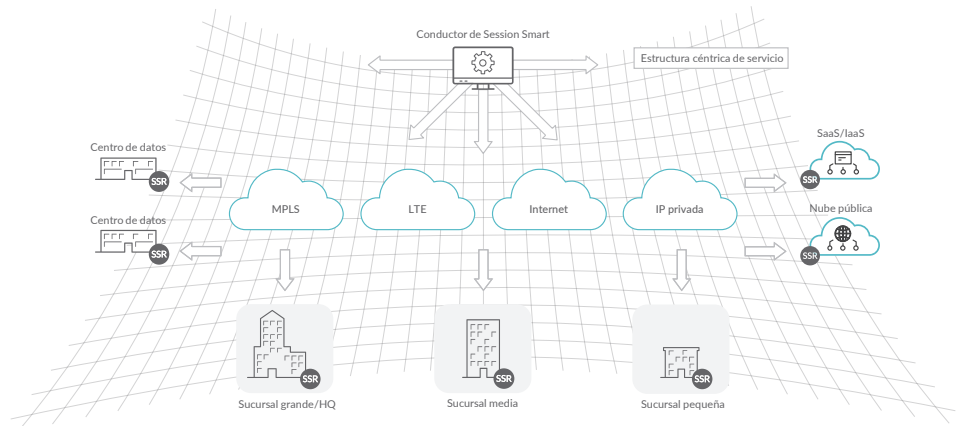 Conductor de Session Smart
Estructura céntrica de servicio
Centro de datos
SSR
SaaS/IaaS
SSR
MPLS
LTE
Internet
IP privada
Centro de datos
SSR
Nube pública
SSR
SSR
SSR
SSR
Sucursal grande/HQ
Sucursal media
Sucursal pequeña